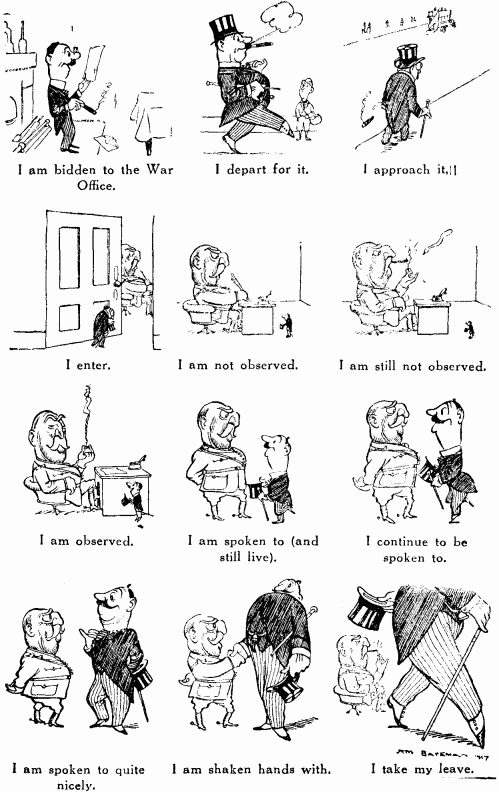 I am bidden to the War
Office.
I depart for it.
I approach it.
I enter.
I am not observed.
I am still not observed.
I am observed.
I am spoken to (and
still live).
I continue to be
spoken to.
I am spoken to quite
nicely.
I am shaken hands with.
I take my leave.
HM BATEMAN '17